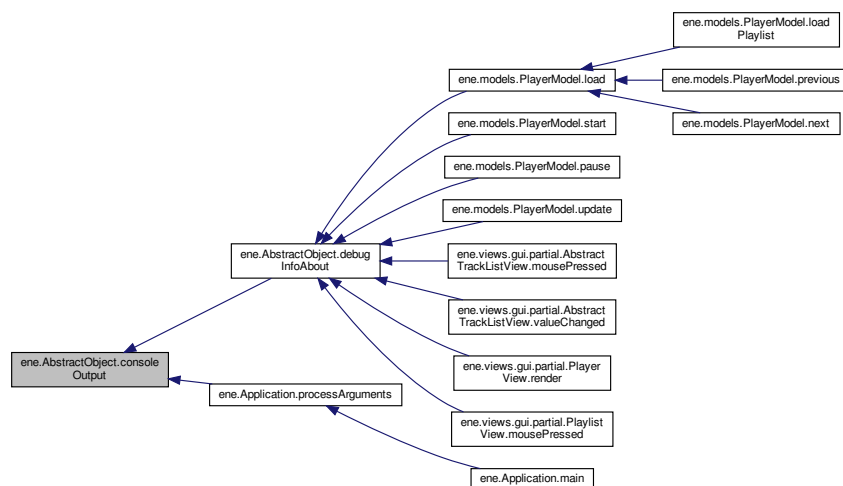 ene.models.PlayerModel.load
Playlist
ene.models.PlayerModel.load
ene.models.PlayerModel.previous
ene.models.PlayerModel.next
ene.models.PlayerModel.start
ene.models.PlayerModel.pause
ene.models.PlayerModel.update
ene.AbstractObject.debug
InfoAbout
ene.views.gui.partial.Abstract
TrackListView.mousePressed
ene.views.gui.partial.Abstract
TrackListView.valueChanged
ene.AbstractObject.console
Output
ene.views.gui.partial.Player
View.render
ene.Application.processArguments
ene.views.gui.partial.Playlist
View.mousePressed
ene.Application.main